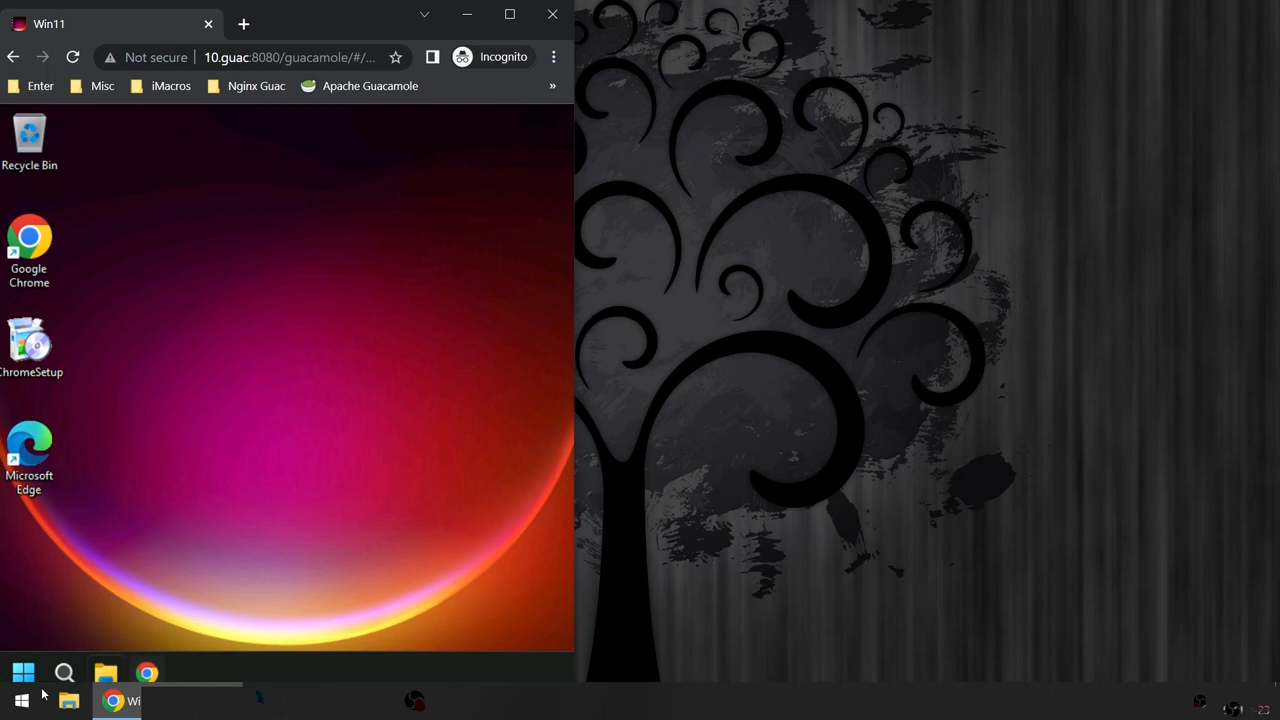 Win11
Not secure 10.guac:8080/guacamole/#/... Incognito
Enter Misc iMacros Nginx Guac Apache Guacamole »
Recycle Bin
Google
Chrome
ChromeSetup
Microsoft
Edge
Wi